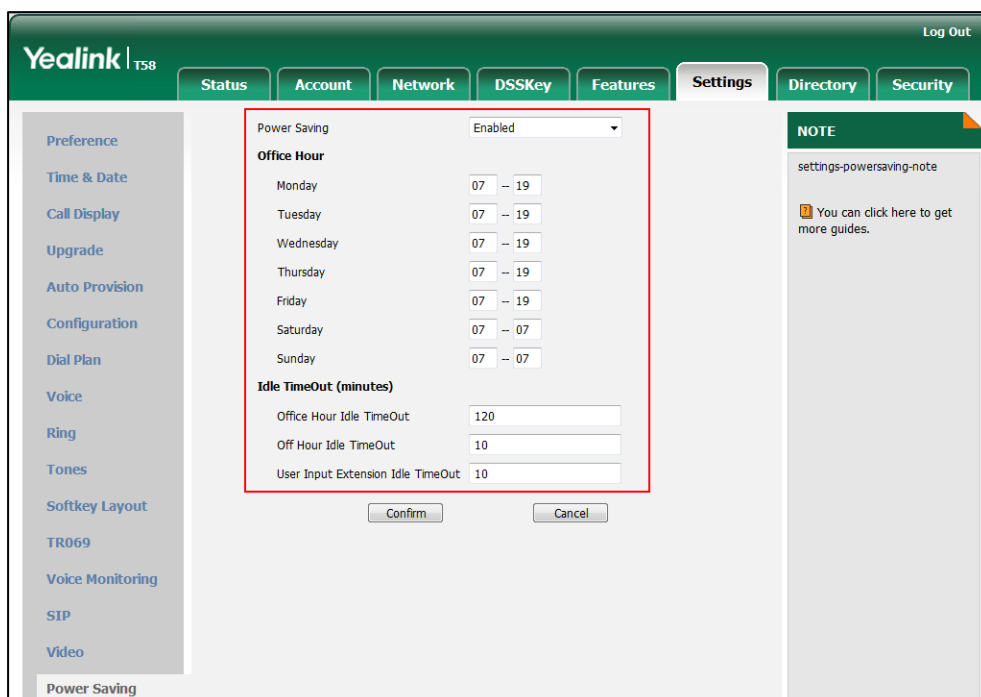 Log Out
Yealink T58
Status Account Network DSSKey Features Settings Directory Security
Preference
Time & Date
Call Display
Upgrade
Auto Provision
Configuration
Dial Plan
Voice
Ring
Tones
Softkey Layout
TR069
Voice Monitoring
SIP
Video
Power Saving
Power Saving Enabled
Office Hour
Monday 07 -- 19
Tuesday 07 -- 19
Wednesday 07 -- 19
Thursday 07 -- 19
Friday 07 -- 19
Saturday 07 -- 07
Sunday 07 -- 07
Idle TimeOut (minutes)
Office Hour Idle TimeOut 120
Off Hour Idle TimeOut 10
User Input Extension Idle TimeOut 10
Confirm Cancel
NOTE
settings-powersaving-note
? You can click here to get
more guides.